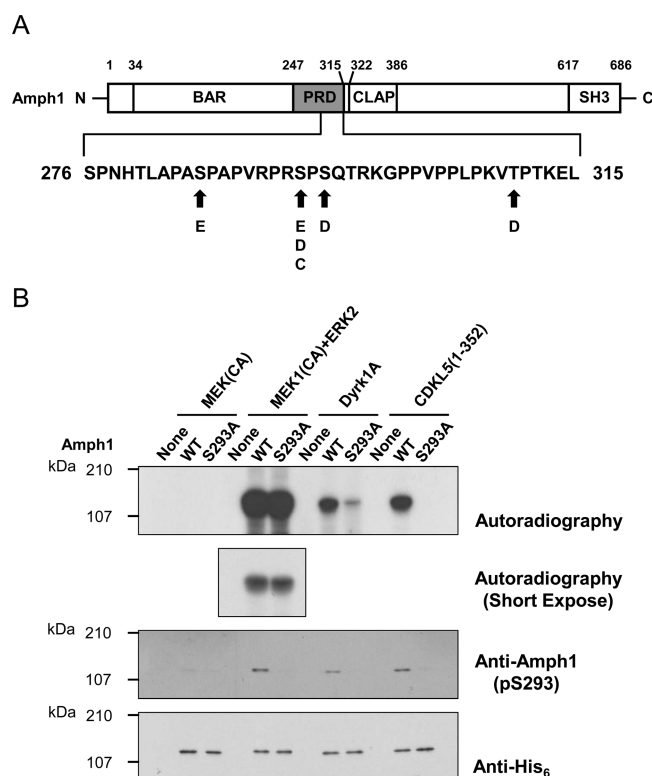 A
1 34 247 315 322 386 617 686
Amph1 N BAR PRD CLAP SH3 C
276 SPNHTLAPASPAPVRPRSPSQTRKGPPVPPLPKVTPTKEL 315
E E D D
D
C
B
MEK(CA) MEK1(CA)+ERK2 Dyrk1A CDKL5(1-352)
Amph1 None WT S293A None WT S293A None WT S293A None WT S293A
kDa 210
107 Autoradiography
Autoradiography
(Short Expose)
kDa 210
Anti-Amph1
107 (pS293)
kDa 210
107 Anti-His6